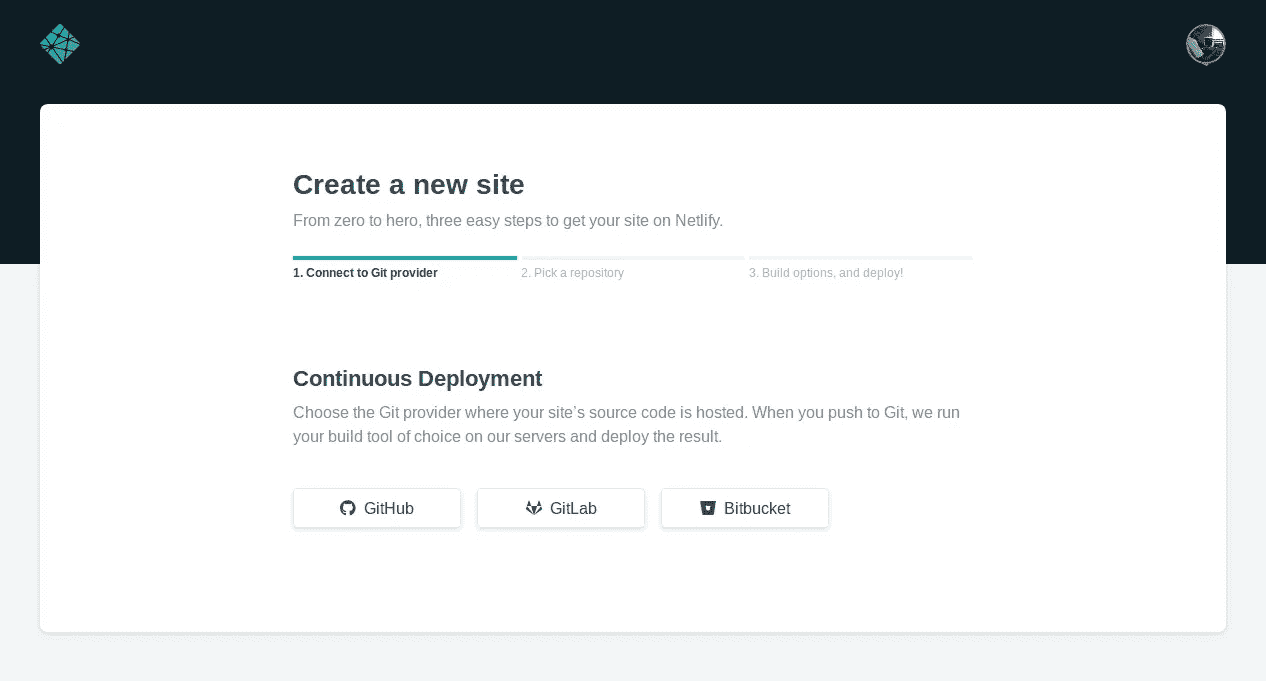 Create a new site
From zero to hero, three easy steps to get your site on Netlify.
1. Connect to Git provider
2. Pick a repository
3. Build options, and deploy!
Continuous Deployment
Choose the Git provider where your site’s source code is hosted. When you push to Git, we run
your build tool of choice on our servers and deploy the result.
GitHub
GitLab
Bitbucket